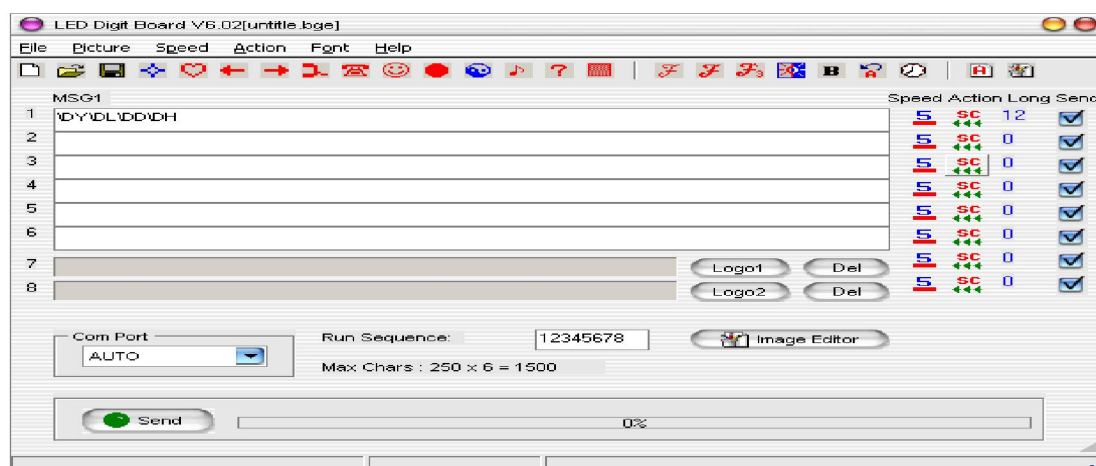 LED Digit Board V6.02[untitle.bge]
File Picture Speed Action Font Help
MSG1 Speed Action Long Send
1 \DY\DL\DD\DH 5 SC 12
2 5 SC 0
3 5 SC 0
4 5 SC 0
5 5 SC 0
6 5 SC 0
7 Logo1 Del 5 SC 0
8 Logo2 Del 5 SC 0
Com Port
AUTO
Run Sequence: 12345678 Image Editor
Max Chars : 250 x 6 = 1500
Send 0%